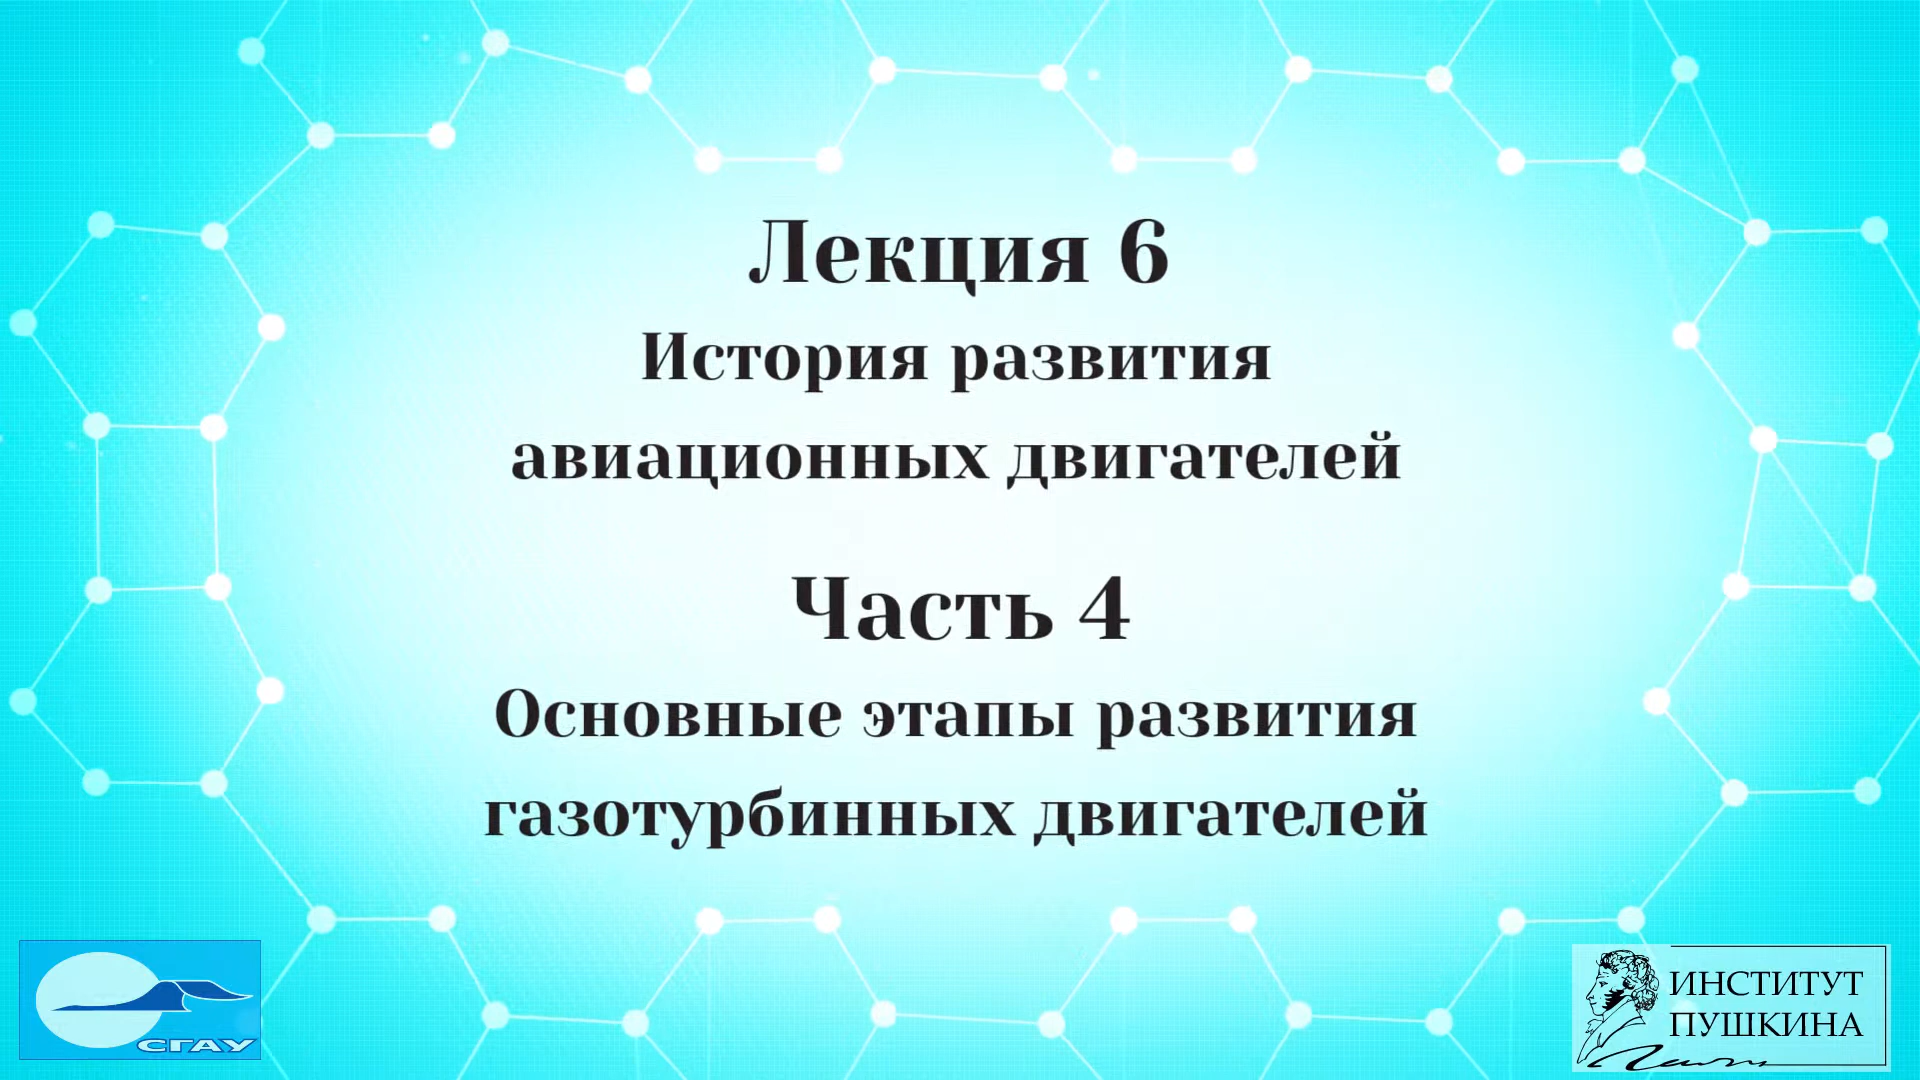 Лекция 6
История развития
авиационных двигателей
Часть 4
Основные этапы развития
газотурбинных двигателей
СГАУ
ИНСТИТУТ
ПУШКИНА